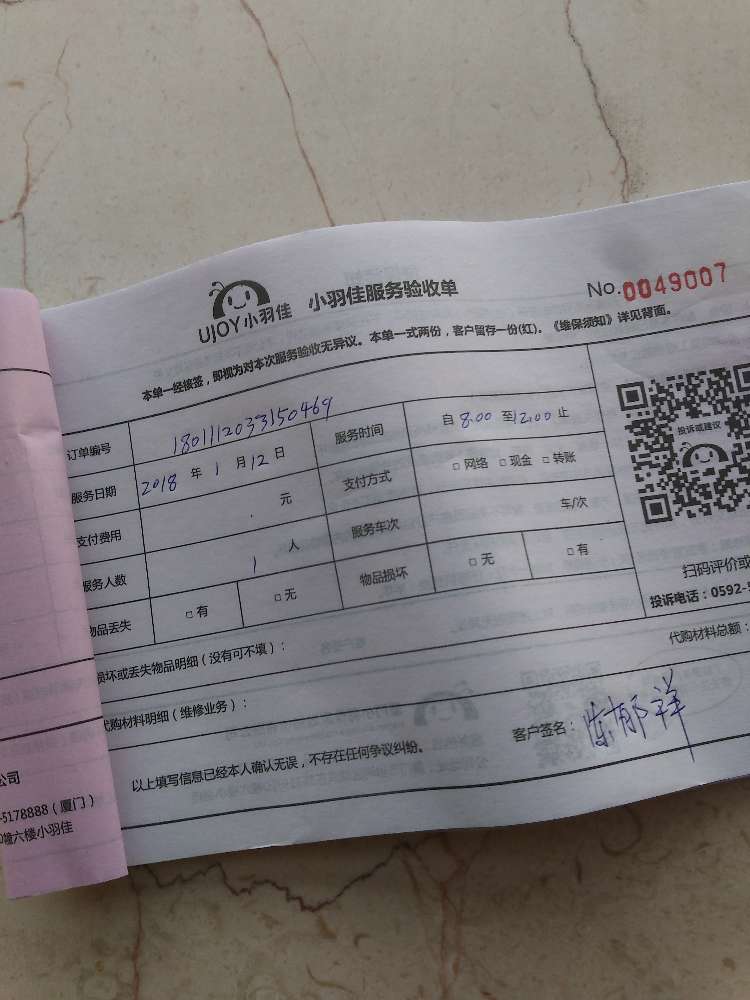 UJOY小羽佳 小羽佳服务验收单 No.0049007
本单一经接签，即视为对本次服务验收无异议。本单一式两份，客户留存一份(红)。《维保须知》详见背面。
订单编号 1801112033150469 服务时间 自 8:00 至 12:00 止
服务日期 2018 年 1 月 12 日 支付方式 □ 网络 □ 现金 □ 转账
支付费用 元 服务车次 车/次
服务人数 1 人 物品损坏 □ 无 □ 有
物品丢失 □ 有 □ 无
投诉或建议
扫码评价或
投诉电话：0592-5
损坏或丢失物品明细（没有可不填）：
代购材料明细（维修业务）： 代购材料总额：
以上填写信息已经本人确认无误，不存在任何争议纠纷。 客户签名：陈郁祥
公司
-5178888（厦门）
幢六楼小羽佳